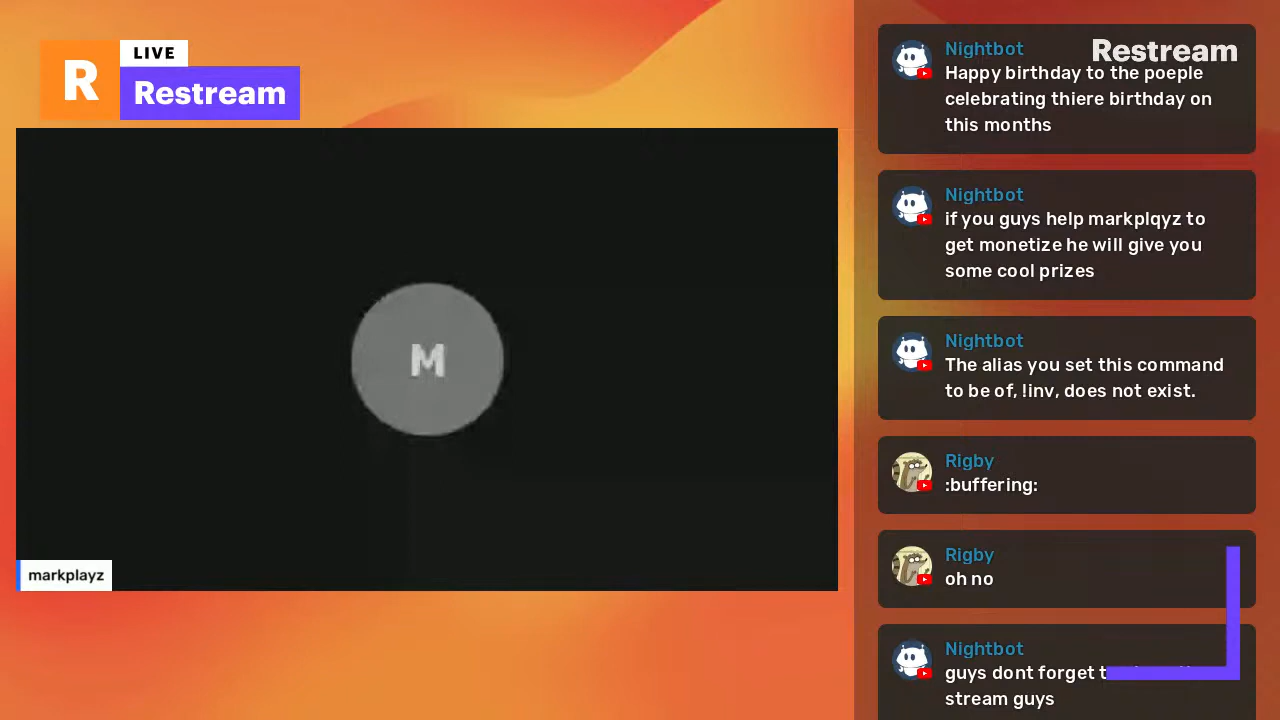 R
LIVE
Restream
M
markplayz
Restream
Nightbot
Happy birthday to the poeple
celebrating thiere birthday on
this months
Nightbot
if you guys help markplqyz to
get monetize he will give you
some cool prizes
Nightbot
The alias you set this command
to be of, !inv, does not exist.
Rigby
:buffering:
Rigby
oh no
Nightbot
guys dont forget
stream guys